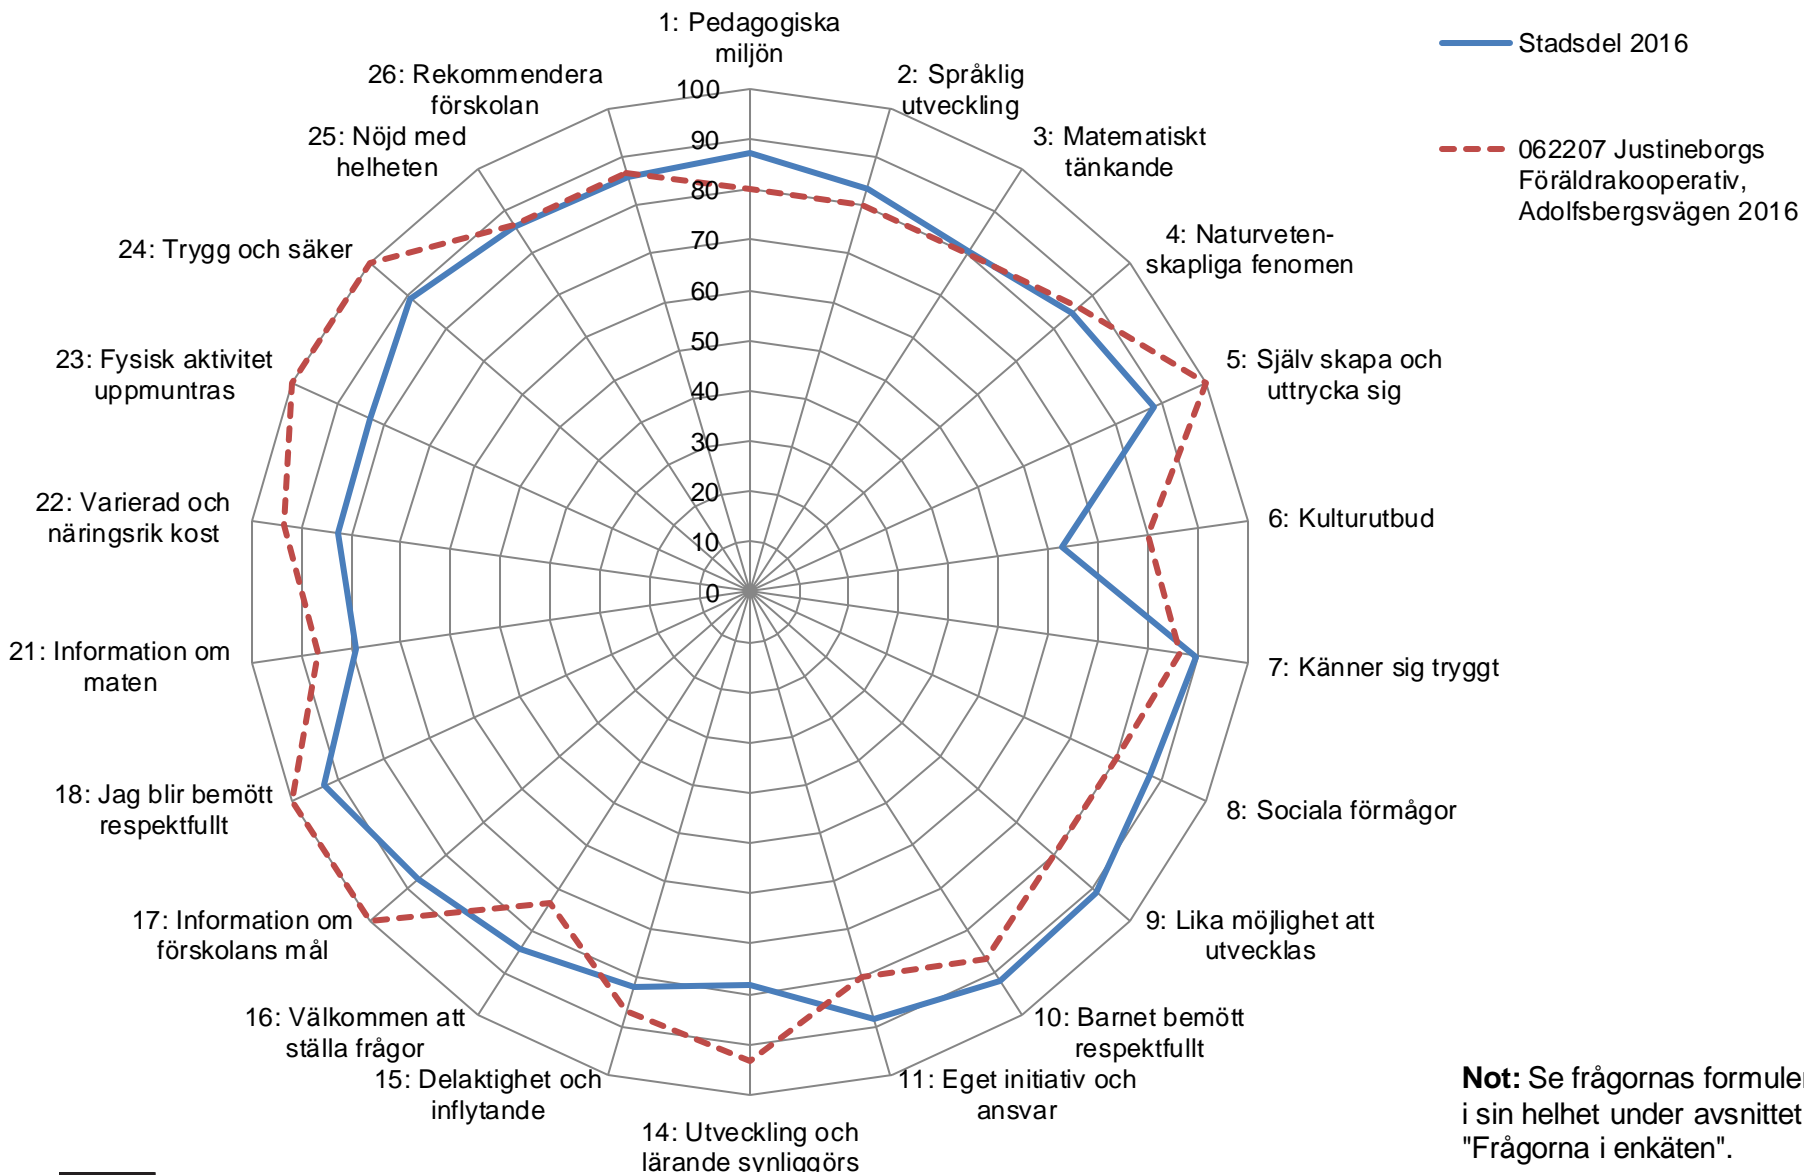 1: Pedagogiska
miljön
2: Språklig
utveckling
3: Matematiskt
tänkande
4: Naturveten-
skapliga fenomen
5: Själv skapa och
uttrycka sig
6: Kulturutbud
7: Känner sig tryggt
8: Sociala förmågor
9: Lika möjlighet att
utvecklas
10: Barnet bemött
respektfullt
11: Eget initiativ och
ansvar
14: Utveckling och
lärande synliggörs
15: Delaktighet och
inflytande
16: Välkommen att
ställa frågor
17: Information om
förskolans mål
18: Jag blir bemött
respektfullt
21: Information om
maten
22: Varierad och
näringsrik kost
23: Fysisk aktivitet
uppmuntras
24: Trygg och säker
25: Nöjd med
helheten
26: Rekommendera
förskolan
100
90
80
70
60
50
40
30
20
10
0
Stadsdel 2016
062207 Justineborgs
Föräldrakooperativ,
Adolfsbergsvägen 2016
Not: Se frågornas
i sin helhet under avsnittet
"Frågorna i enkäten".